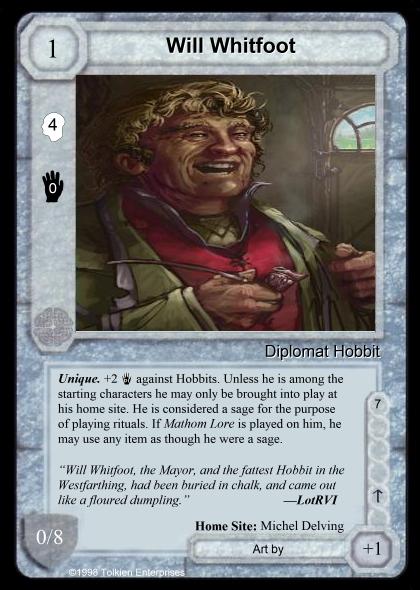 1
Will Whitfoot
4
0
Diplomat Hobbit
Unique. +2 against Hobbits. Unless he is among the
starting characters he may only be brought into play at
his home site. He is considered a sage for the purpose
of playing rituals. If Mathom Lore is played on him, he
may use any item as though he were a sage.
7
“Will Whitfoot, the Mayor, and the fattest Hobbit in the
Westfarthing, had been buried in chalk, and came out
like a floured dumpling.” —LotRVI
Home Site: Michel Delving
0/8
Art by
+1
©1998 Tolkien Enterprises